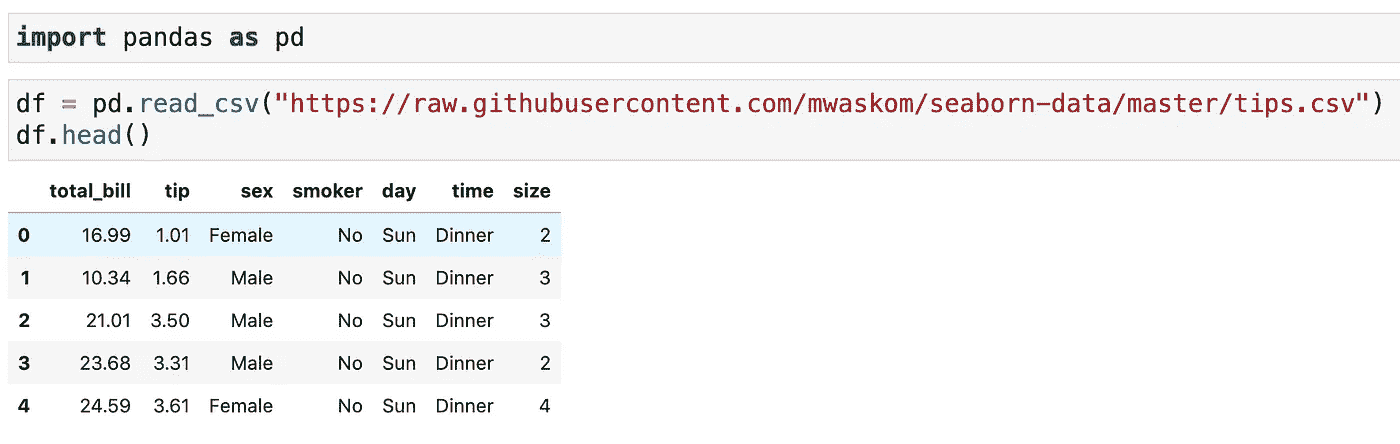 import pandas as pd
df = pd.read_csv("https://raw.githubusercontent.com/mwaskom/seaborn-data/master/tips.csv")
df.head()
total_bill tip sex smoker day time size
0 16.99 1.01 Female No Sun Dinner 2
1 10.34 1.66 Male No Sun Dinner 3
2 21.01 3.50 Male No Sun Dinner 3
3 23.68 3.31 Male No Sun Dinner 2
4 24.59 3.61 Female No Sun Dinner 4